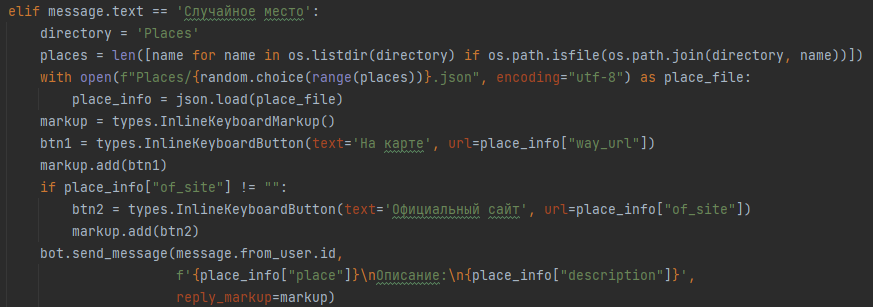 elif message.text == 'Случайное место':
    directory = 'Places'
    places = len([name for name in os.listdir(directory) if os.path.isfile(os.path.join(directory, name))])
    with open(f"Places/{random.choice(range(places))}.json", encoding="utf-8") as place_file:
        place_info = json.load(place_file)
    markup = types.InlineKeyboardMarkup()
    btn1 = types.InlineKeyboardButton(text='На карте', url=place_info["way_url"])
    markup.add(btn1)
    if place_info["of_site"] != "":
        btn2 = types.InlineKeyboardButton(text='Официальный сайт', url=place_info["of_site"])
        markup.add(btn2)
    bot.send_message(message.from_user.id,
                     f'{place_info["place"]}\nОписание:\n{place_info["description"]}',
                     reply_markup=markup)